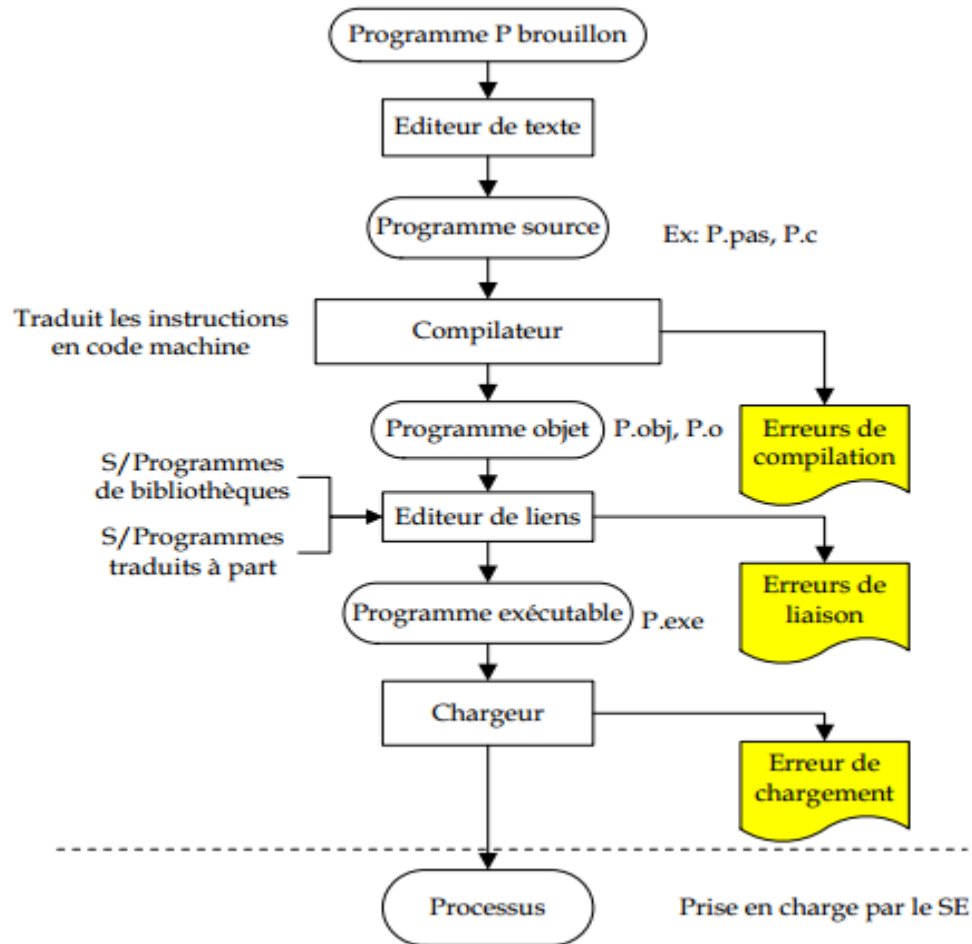 Programme P brouillon
Editeur de texte
Programme source
Ex: P.pas, P.c
Traduit les instructions
en code machine
Compilateur
Programme objet
P.obj, P.o
Erreurs de
compilation
S/Programmes
de bibliothèques
S/Programmes
traduits à part
Editeur de liens
Erreurs de
liaison
Programme exécutable
P.exe
Chargeur
Erreur de
chargement
Processus
Prise en charge par le SE